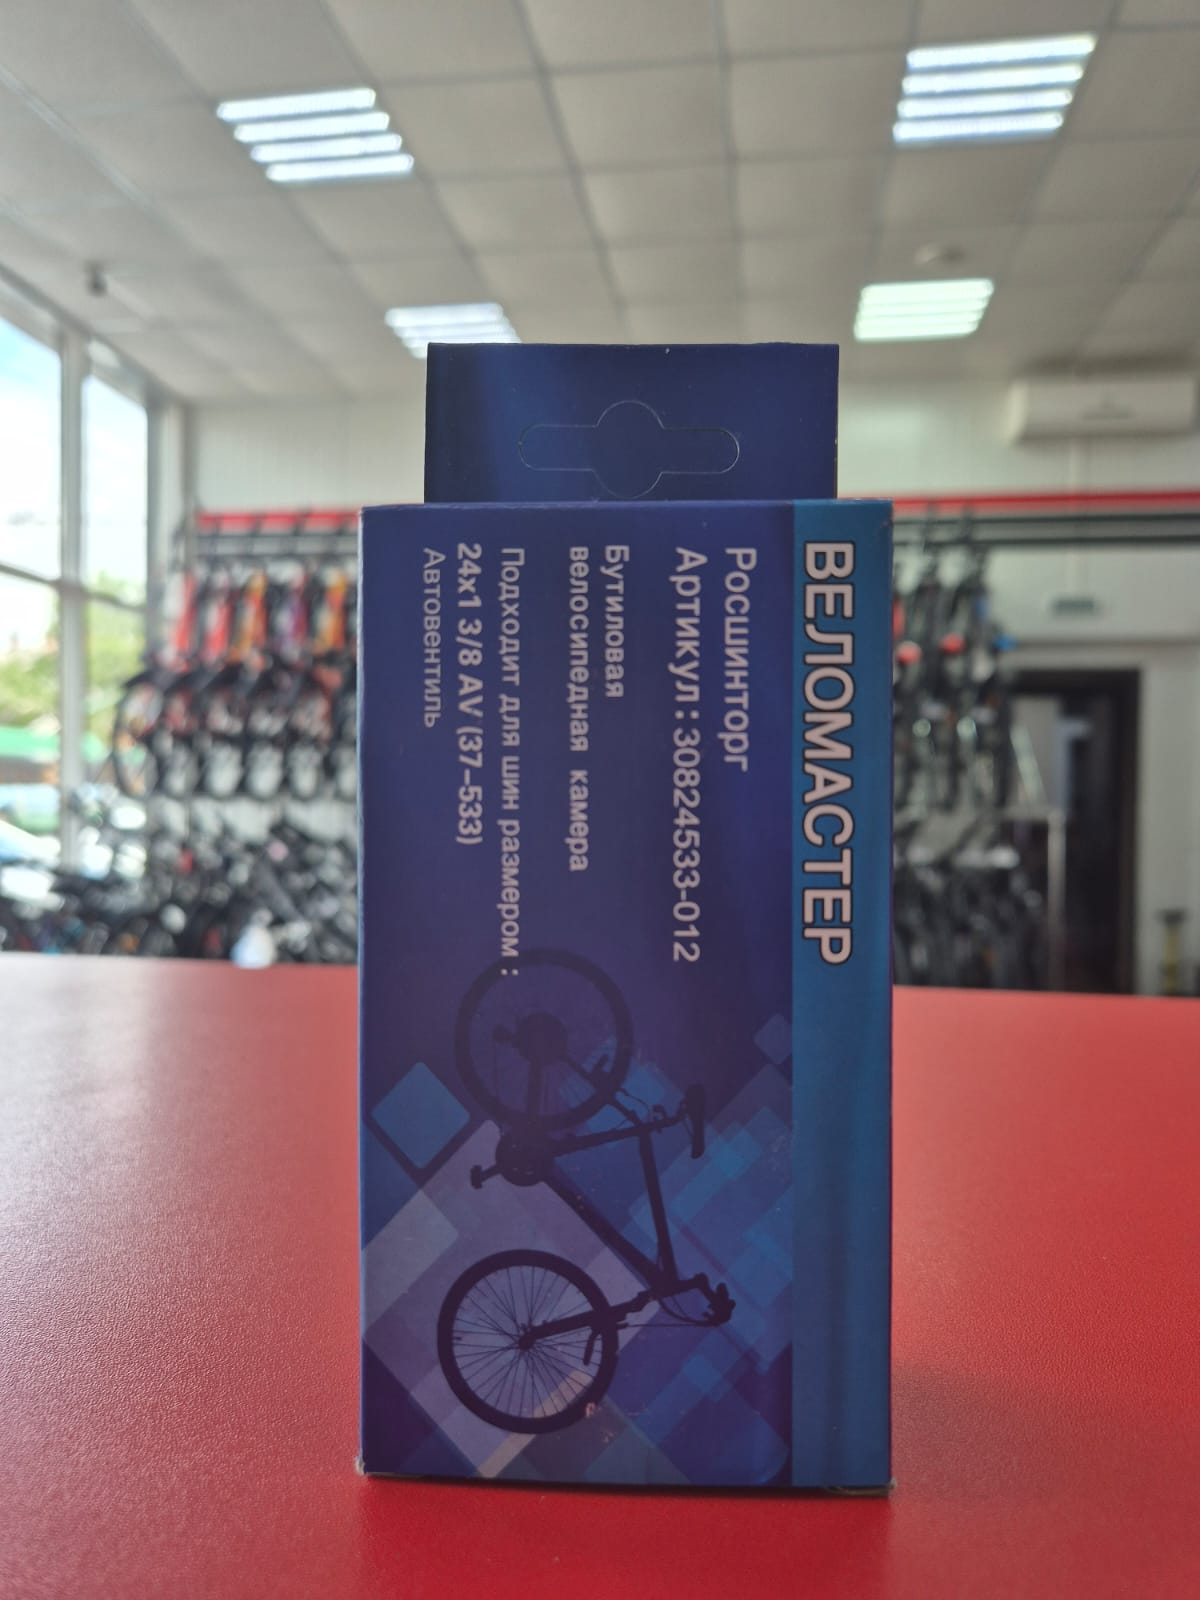 ВЕЛОМАСТЕР
Росшинторг
Артикул: 30824533-012
Бутиловая
велосипедная камера
Подходит для шин размером :
24x1 3/8 AV (37-533)
Автовентиль